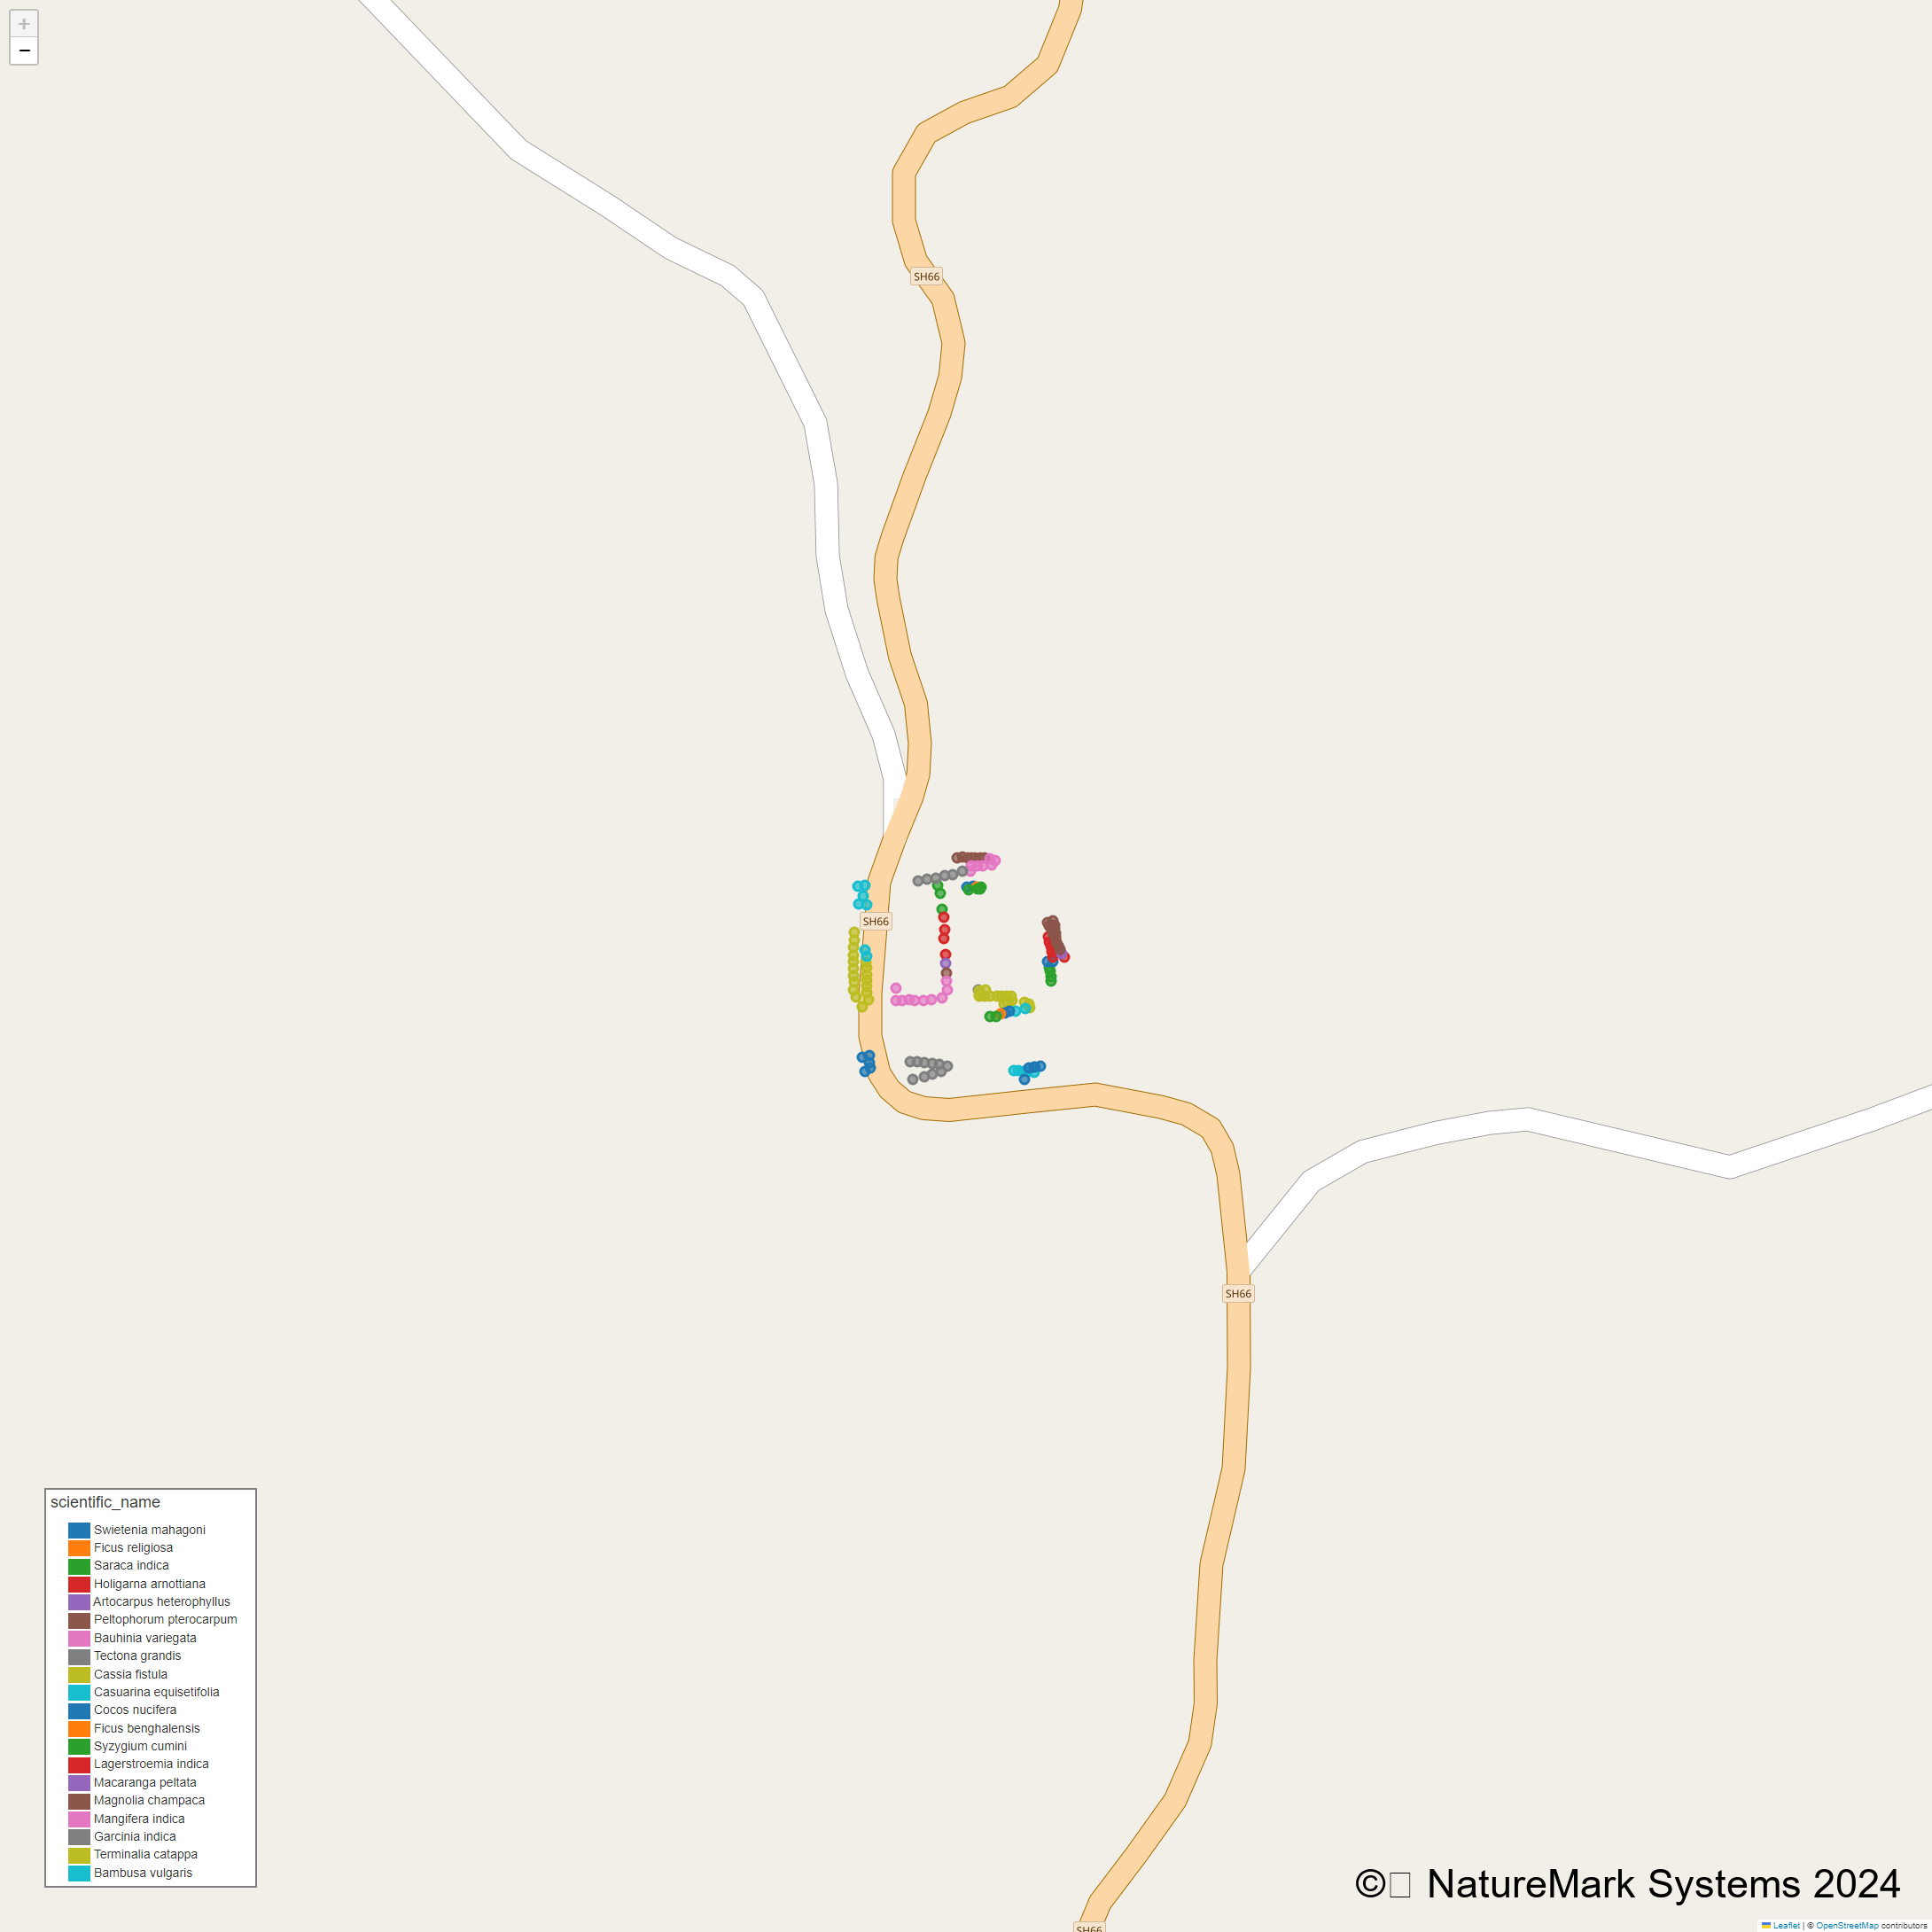 +
−
SH66
SH66
SH66
scientific_name
Swietenia mahagoni
Ficus religiosa
Saraca indica
Holigarna arnottiana
Artocarpus heterophyllus
Peltophorum pterocarpum
Bauhinia variegata
Tectona grandis
Cassia fistula
Casuarina equisetifolia
Cocos nucifera
Ficus benghalensis
Syzygium cumini
Lagerstroemia indica
Macaranga peltata
Magnolia champaca
Mangifera indica
Garcinia indica
Terminalia catappa
Bambusa vulgaris
© NatureMark Systems 2024
SH66
Leaflet | © OpenStreetMap contributors